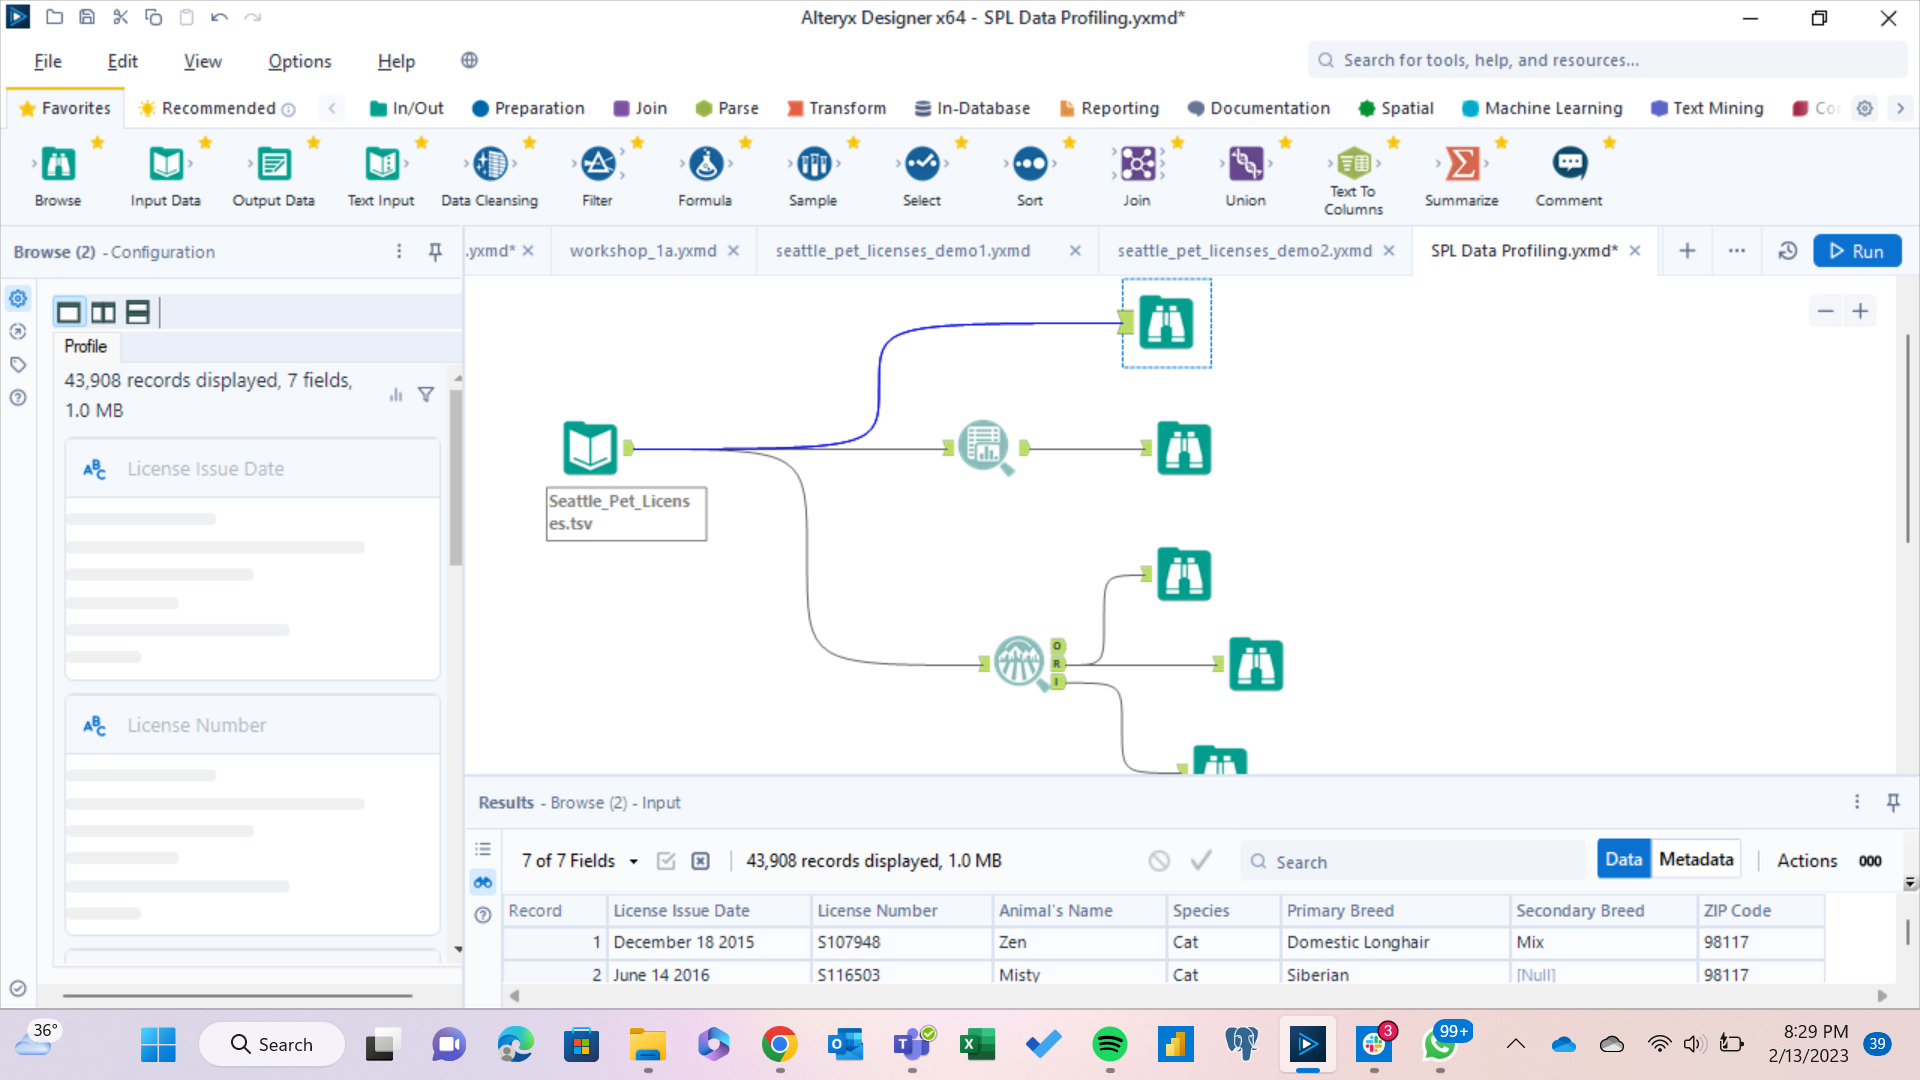 Alteryx Designer x64 - SPL Data Profiling.yxmd*
File Edit View Options Help
Search for tools, help, and resources...
Favorites Recommended In/Out Preparation Join Parse Transform In-Database Reporting Documentation Spatial Machine Learning Text Mining Co
Browse Input Data Output Data Text Input Data Cleansing Filter Formula Sample Select Sort Join Union Text To Columns Summarize Comment
Browse (2) - Configuration
.yxmd* workshop_1a.yxmd seattle_pet_licenses_demo1.yxmd seattle_pet_licenses_demo2.yxmd SPL Data Profiling.yxmd* Run
Profile
43,908 records displayed, 7 fields,
1.0 MB
ABC License Issue Date
ABC License Number
Seattle_Pet_Licens
es.tsv
O
R
I
Results - Browse (2) - Input
7 of 7 Fields 43,908 records displayed, 1.0 MB Search Data Metadata Actions 000
Record License Issue Date License Number Animal's Name Species Primary Breed Secondary Breed ZIP Code
1 December 18 2015 S107948 Zen Cat Domestic Longhair Mix 98117
2 June 14 2016 S116503 Misty Cat Siberian [Null] 98117
36° Search 3 99+ 8:29 PM
2/13/2023 39